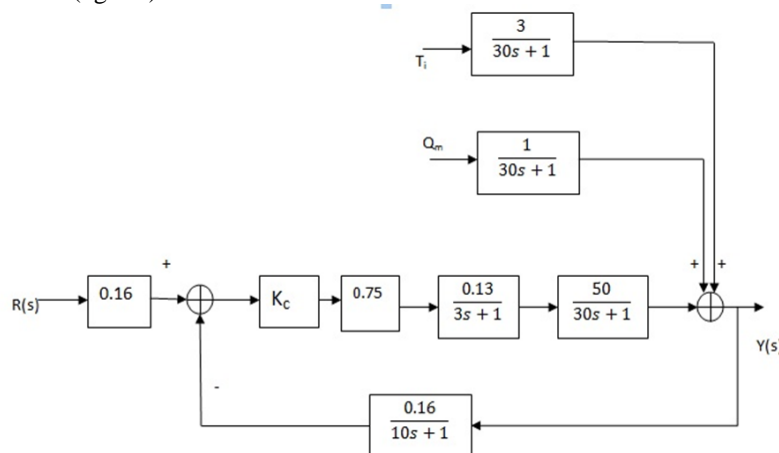 3
30s + 1
Tᵢ
Qₘ
1
30s + 1
+ +
+
R(s)
0.16
K꜀
0.75
0.13
3s + 1
50
30s + 1
Y(s)
-
0.16
10s + 1